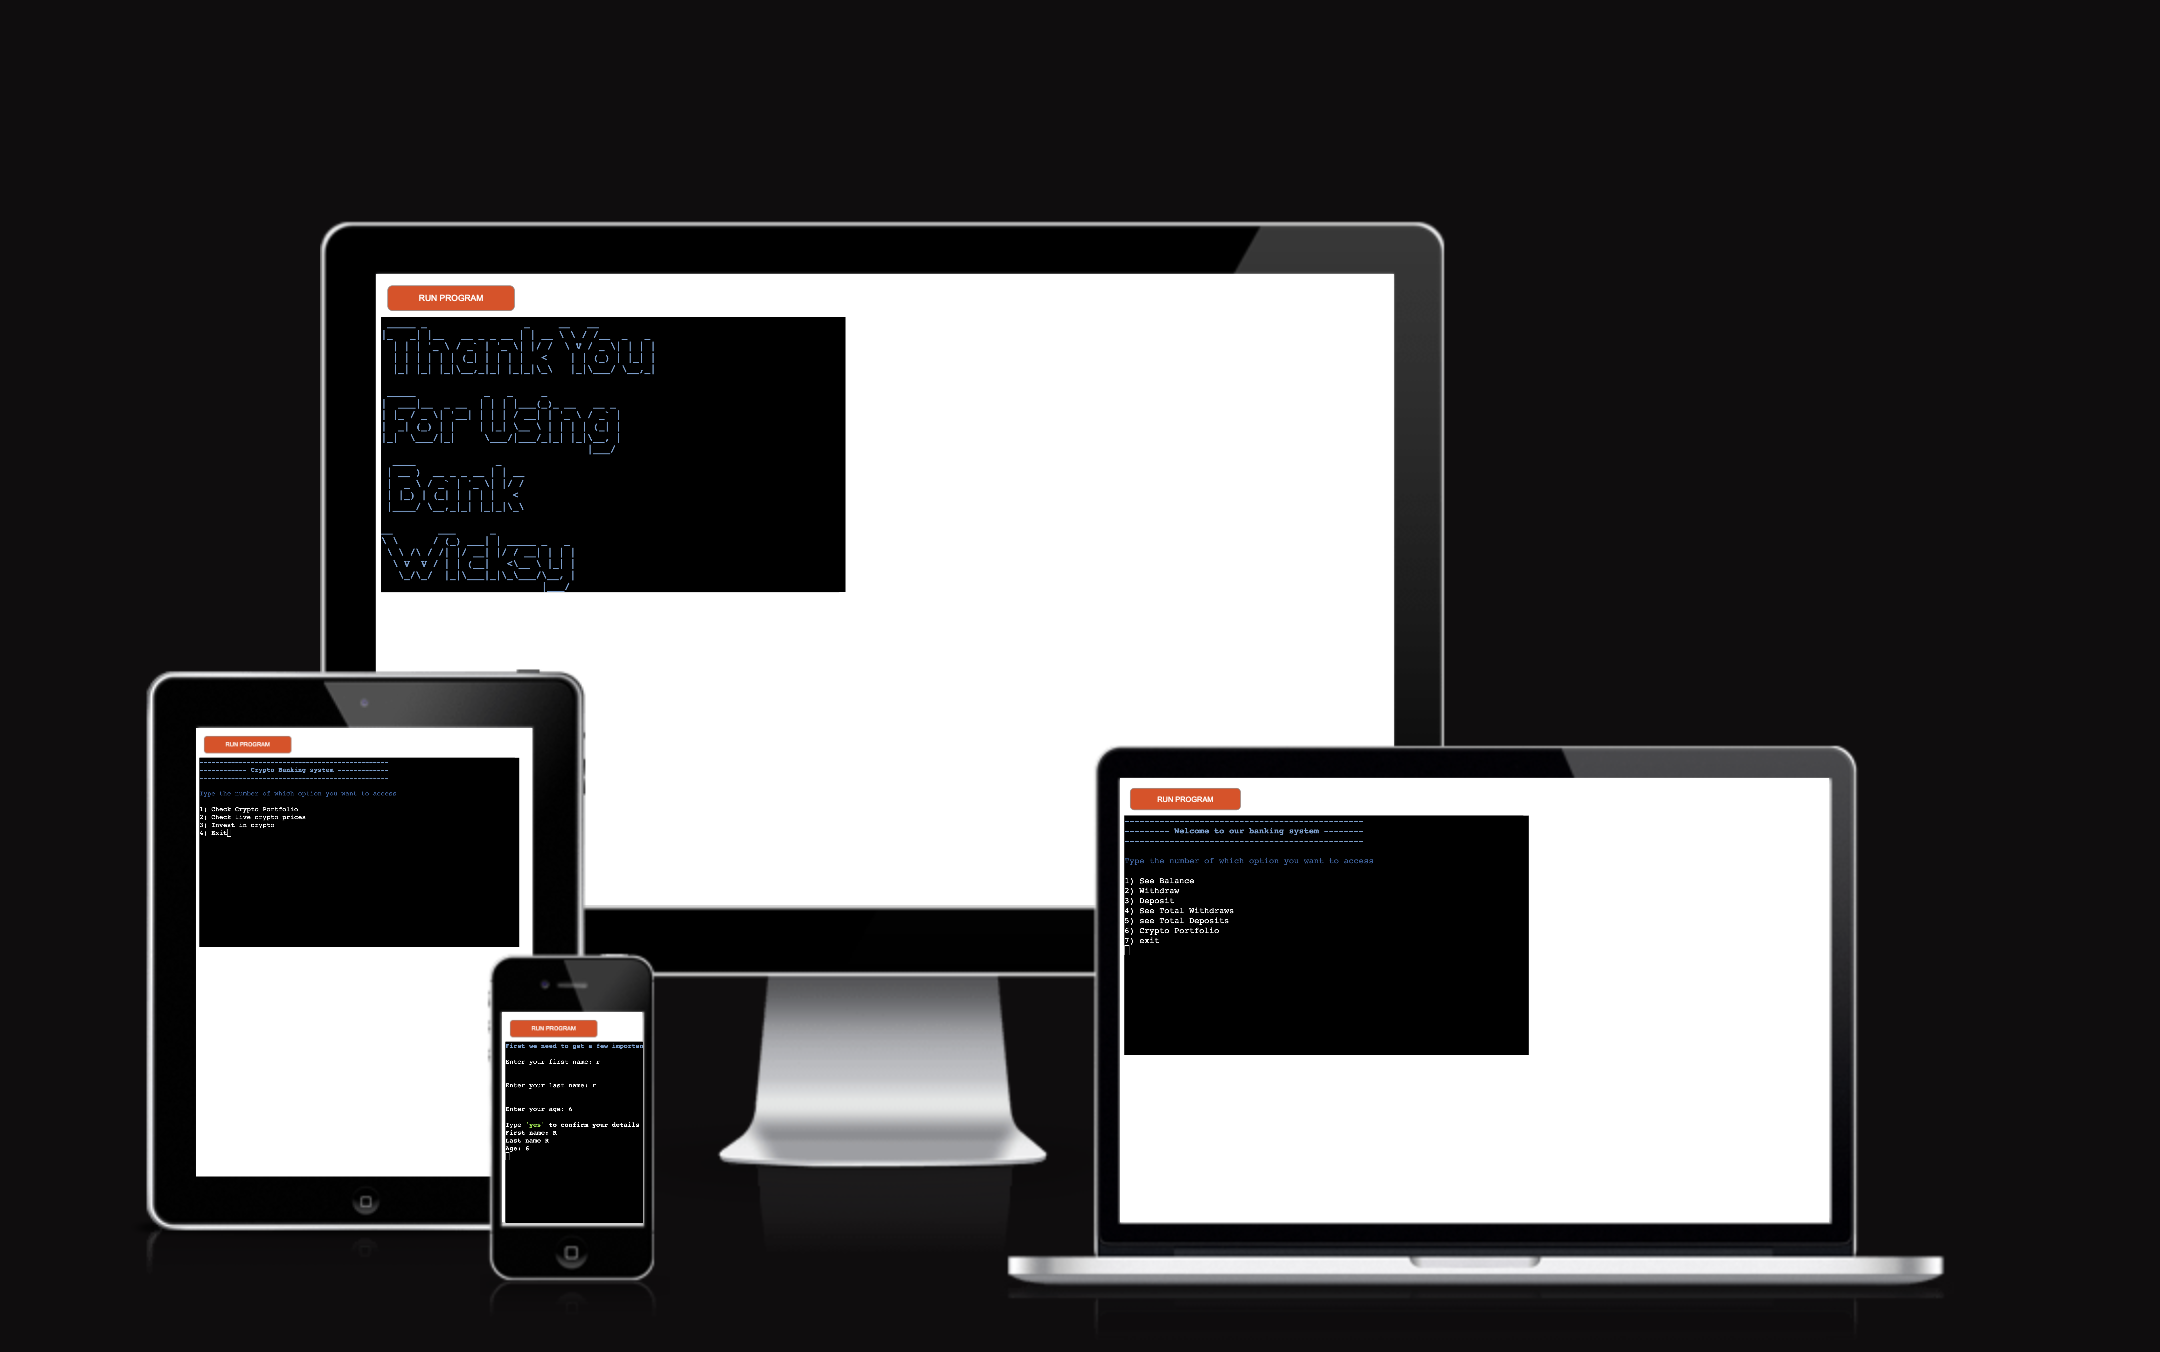 RUN PROGRAM
Thank You
For Using
Bank
Wicksy
RUN PROGRAM
----------- Crypto Banking system ------------
Type the number of which option you want to access
1) Check Crypto Portfolio
2) Check live crypto prices
3) Invest in crypto
4) Exit
RUN PROGRAM
First we need to get a few importan
Enter your first name: r
Enter your last name: r
Enter your age: 6
Type 'yes' to confirm your details
First name: R
Last name R
Age: 6
RUN PROGRAM
--------- Welcome to our banking system --------
Type the number of which option you want to access
1) See Balance
2) Withdraw
3) Deposit
4) See Total Withdraws
5) see Total Deposits
6) Crypto Portfolio
7) exit